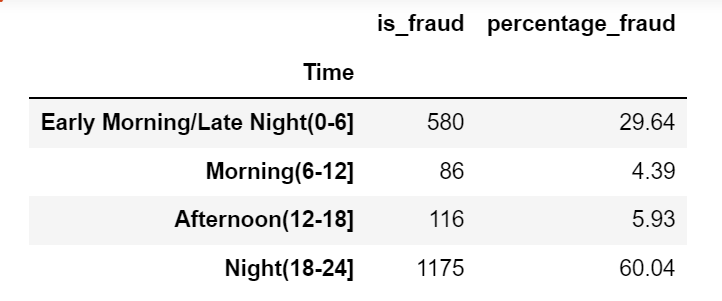 is_fraud percentage_fraud
Time
Early Morning/Late Night(0-6] 580 29.64
Morning(6-12] 86 4.39
Afternoon(12-18] 116 5.93
Night(18-24] 1175 60.04